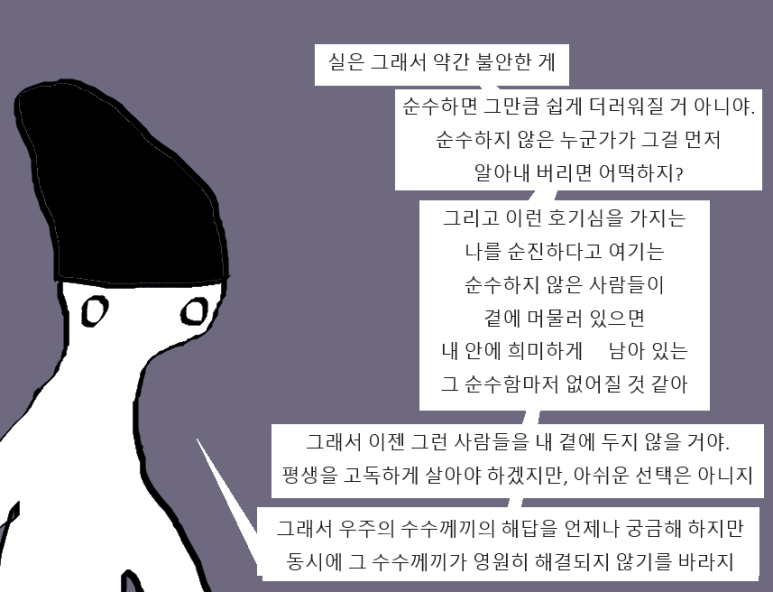 실은 그래서 약간 불안한 게
순수하면 그만큼 쉽게 더러워질 거 아니야.
순수하지 않은 누군가가 그걸 먼저
알아내 버리면 어떡하지?
그리고 이런 호기심을 가지는
나를 순진하다고 여기는
순수하지 않은 사람들이
곁에 머물러 있으면
내 안에 희미하게 남아 있는
그 순수함마저 없어질 것 같아
그래서 이젠 그런 사람들을 내 곁에 두지 않을 거야.
평생을 고독하게 살아야 하겠지만, 아쉬운 선택은 아니지
그래서 우주의 수수께끼의 해답을 언제나 궁금해 하지만
동시에 그 수수께끼가 영원히 해결되지 않기를 바라지